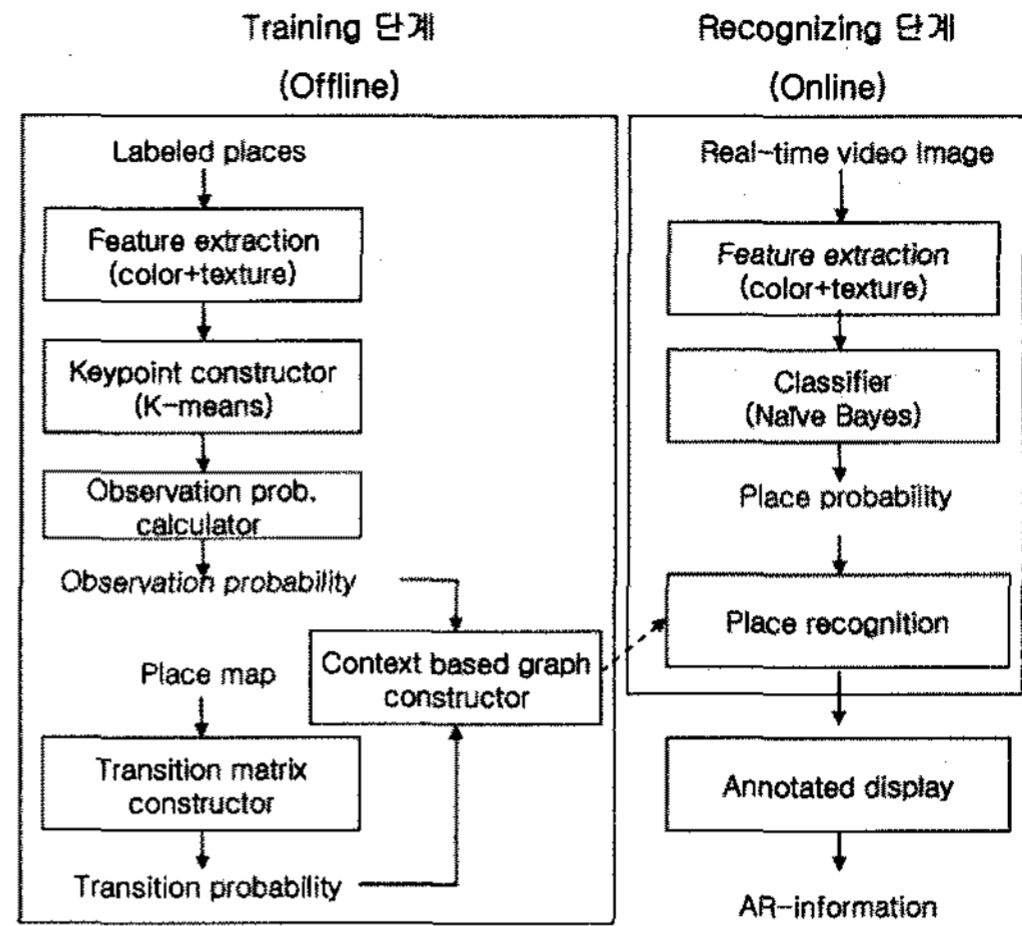 Training 단계
(Offline)
Labeled places
Feature extraction
(color+texture)
Keypoint constructor
(K-means)
Observation prob.
calculator
Observation probability
Place map
Transition matrix
constructor
Transition probability
Context based graph
constructor
Recognizing 단계
(Online)
Real-time video image
Feature extraction
(color+texture)
Classifier
(Naïve Bayes)
Place probability
Place recognition
Annotated display
AR-information